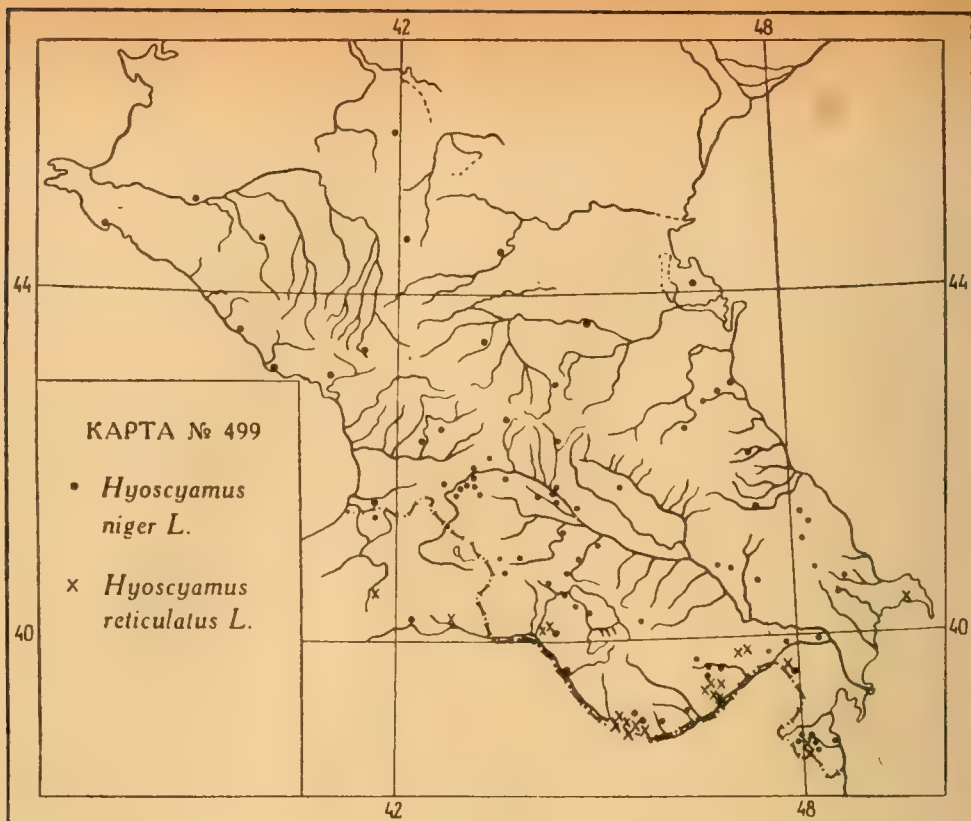 42 48
44 44
КАРТА № 499
• Hyoscyamus
niger L.
× Hyoscyamus
reticulatus L.
40 40
42 48